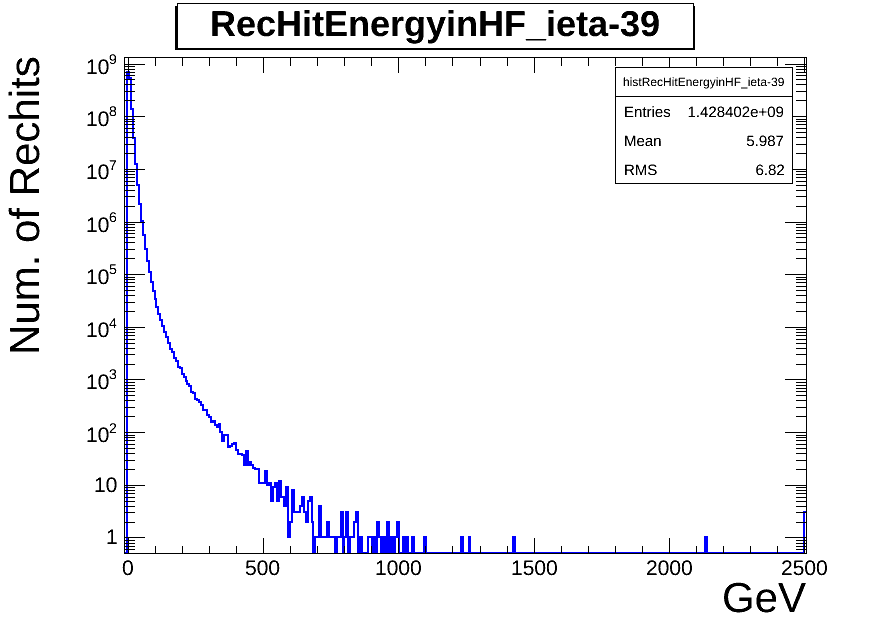 RecHitEnergyinHF_ieta-39
Num. of Rechits
histRecHitEnergyinHF_ieta-39
Entries 1.428402e+09
Mean 5.987
RMS 6.82
10⁹
10⁸
10⁷
10⁶
10⁵
10⁴
10³
10²
10
1
0 500 1000 1500 2000 2500
GeV